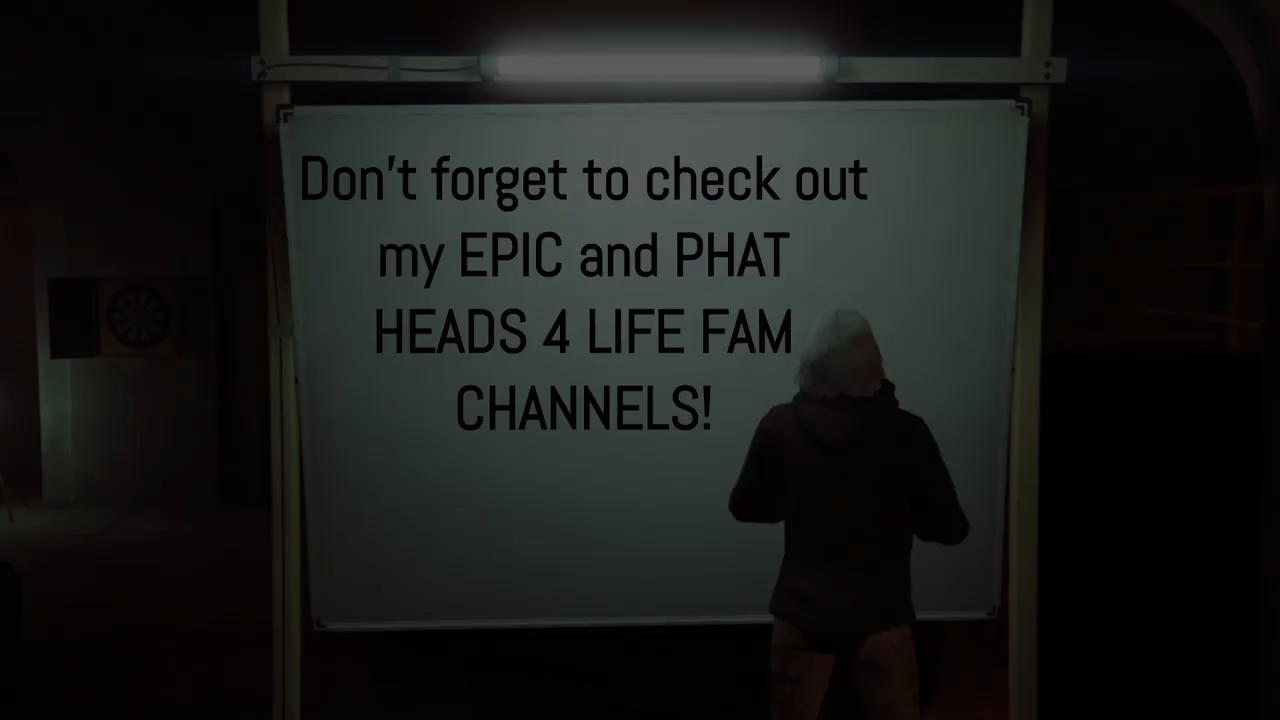 Don't forget to check out
my EPIC and PHAT
HEADS 4 LIFE FAM
CHANNELS!